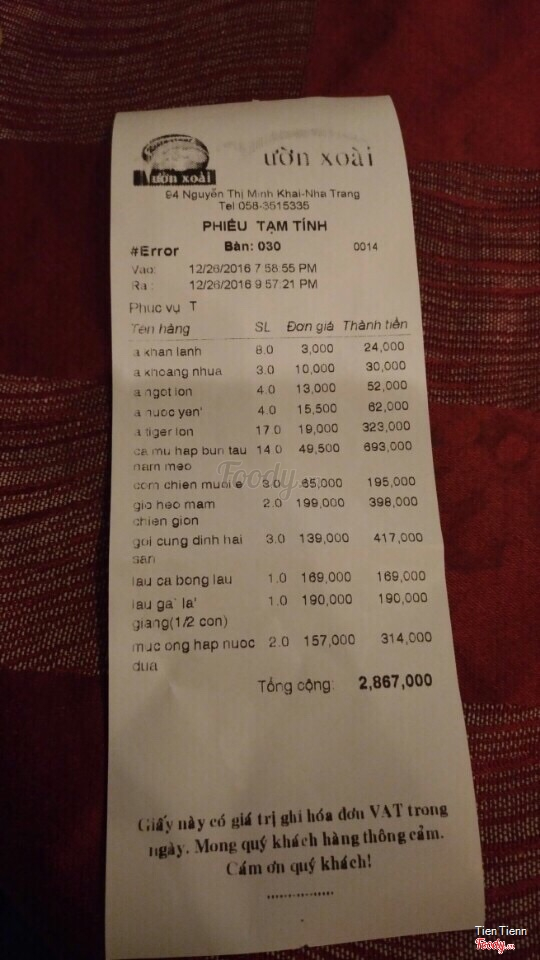 ườn xoài
ườn xoài
94 Nguyễn Thị Minh Khai-Nha Trang
Tel:058-3515335
PHIẾU TẠM TÍNH
#Error Bàn: 030 0014
Vào: 12/26/2016 7:58:55 PM
Ra : 12/26/2016 9:57:21 PM
Phục vụ T
Tên hàng SL Đơn giá Thành tiền
a khan lanh 8.0 3,000 24,000
a khoang nhua 3.0 10,000 30,000
a ngot lon 4.0 13,000 52,000
a nuoc yen' 4.0 15,500 62,000
a tiger lon 17.0 19,000 323,000
ca mu hap bun tau 14.0 49,500 693,000
nam meo
com chien muoi e 3.0 65,000 195,000
gio heo mam 2.0 199,000 398,000
chien gion
goi cung dinh hai 3.0 139,000 417,000
san
lau ca bong lau 1.0 169,000 169,000
lau ga` la' 1.0 190,000 190,000
giang(1/2 con)
muc ong hap nuoc 2.0 157,000 314,000
dua
Tổng cộng: 2,867,000
Giấy này có giá trị ghi hóa đơn VAT trong
ngày. Mong quý khách hàng thông cảm.
Cám ơn quý khách!
Foody
Tien Tienn
Foody.vn